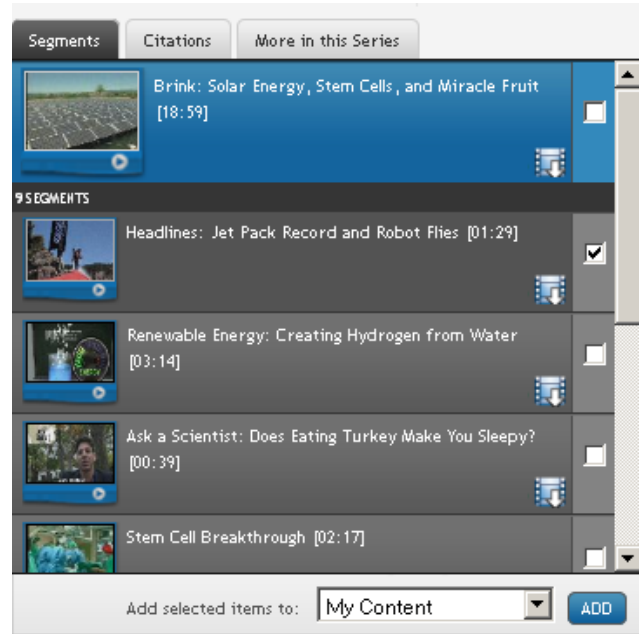 Segments
Citations
More in this Series
Brink: Solar Energy, Stem Cells, and Miracle Fruit
[18:59]
9 SEGMENTS
Headlines: Jet Pack Record and Robot Flies [01:29]
Renewable Energy: Creating Hydrogen from Water
[03:14]
Ask a Scientist: Does Eating Turkey Make You Sleepy?
[00:39]
Stem Cell Breakthrough [02:17]
Add selected items to:
My Content
ADD